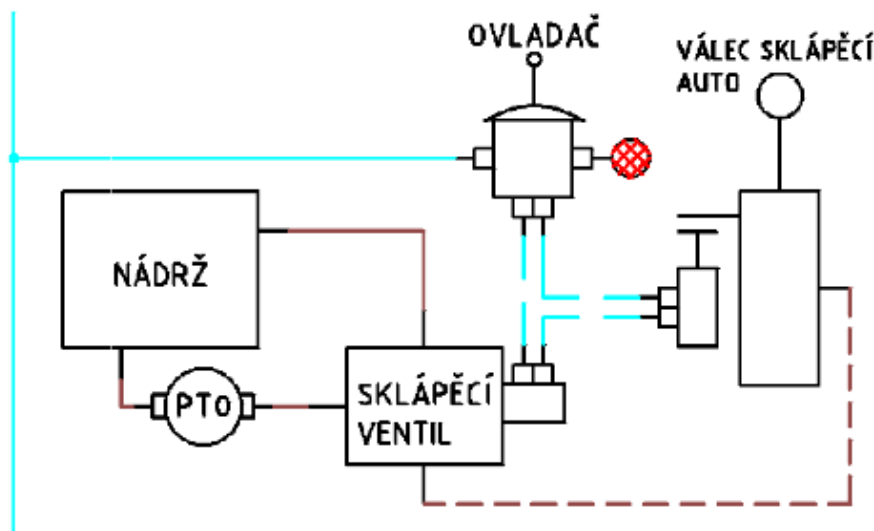 OVLADAČ
VÁLEC SKLÁPĚCÍ
AUTO
NÁDRŽ
PTO
SKLÁPĚCÍ
VENTIL